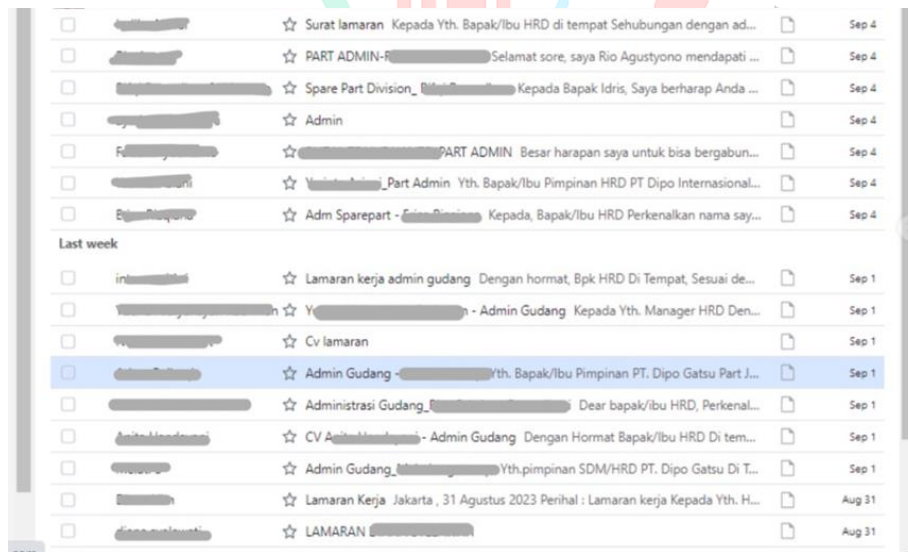 Surat lamaran Kepada Yth. Bapak/Ibu HRD di tempat Sehubungan dengan ad... Sep 4
PART ADMIN- Selamat sore, saya Rio Agustyono mendapati ... Sep 4
Spare Part Division_ Kepada Bapak Idris, Saya berharap Anda ... Sep 4
Admin Sep 4
PART ADMIN Besar harapan saya untuk bisa bergabun... Sep 4
_Part Admin Yth. Bapak/Ibu Pimpinan HRD PT Dipo Internasional... Sep 4
Adm Sparepart - Kepada, Bapak/Ibu HRD Perkenalkan nama say... Sep 4
Last week
Lamaran kerja admin gudang Dengan hormat, Bpk HRD Di Tempat, Sesuai de... Sep 1
- Admin Gudang Kepada Yth. Manager HRD Den... Sep 1
Cv lamaran Sep 1
Admin Gudang - Yth. Bapak/Ibu Pimpinan PT. Dipo Gatsu Part J... Sep 1
Administrasi Gudang_ Dear bapak/ibu HRD, Perkenal... Sep 1
CV - Admin Gudang Dengan Hormat Bapak/Ibu HRD Di tem... Sep 1
Admin Gudang_ Yth.pimpinan SDM/HRD PT. Dipo Gatsu Di T... Sep 1
Lamaran Kerja Jakarta , 31 Agustus 2023 Perihal : Lamaran kerja Kepada Yth. H... Aug 31
LAMARAN Aug 31